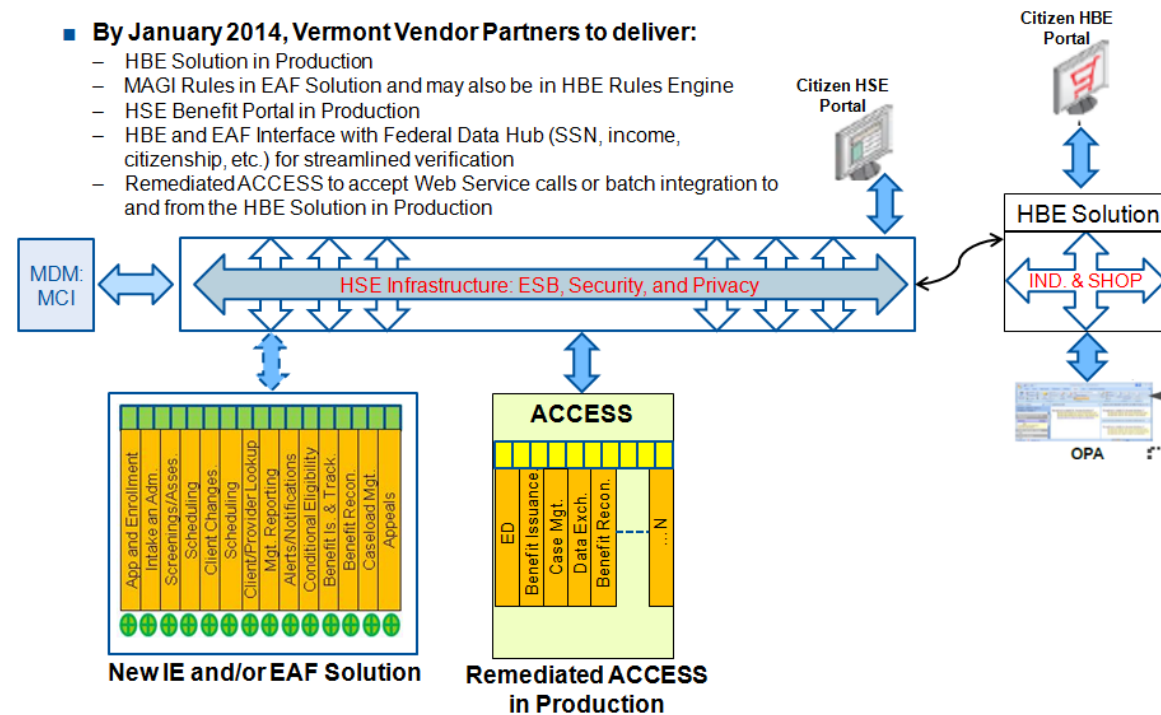 By January 2014, Vermont Vendor Partners to deliver:
– HBE Solution in Production
– MAGI Rules in EAF Solution and may also be in HBE Rules Engine
– HSE Benefit Portal in Production
– HBE and EAF Interface with Federal Data Hub (SSN, income,
citizenship, etc.) for streamlined verification
– Remediated ACCESS to accept Web Service calls or batch integration to
and from the HBE Solution in Production
Citizen HSE
Portal
Citizen HBE
Portal
MDM:
MCI
HSE Infrastructure: ESB, Security, and Privacy
HBE Solution
IND. & SHOP
OPA
App and Enrollment
Intake an Adm.
Screenings/Asses.
Scheduling
Client Changes.
Scheduling
Client/Provider Lookup
Mgt. Reporting
Alerts/Notifications
Conditional Eligibility
Benefit Is. & Track.
Benefit Recon.
Caseload Mgt.
Appeals
New IE and/or EAF Solution
ACCESS
ED
Benefit Issuance.
Case Mgt.
Data Exch.
Benefit Recon.
...N
Remediated ACCESS
in Production